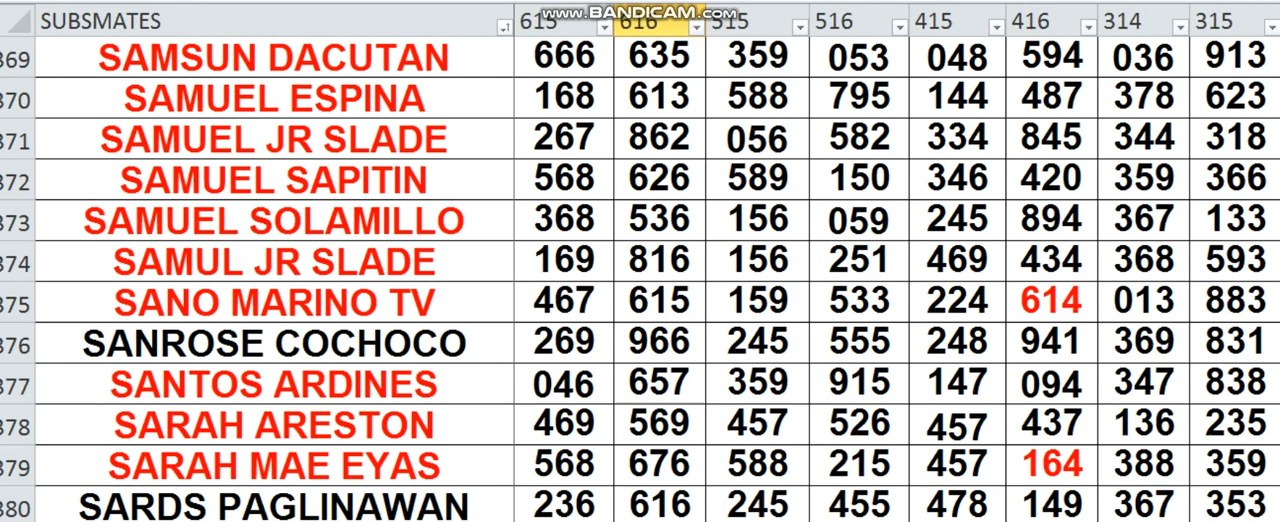 www.BANDICAM.com
SUBSMATES 615 616 515 516 415 416 314 315
369 SAMSUN DACUTAN 666 635 359 053 048 594 036 913
370 SAMUEL ESPINA 168 613 588 795 144 487 378 623
371 SAMUEL JR SLADE 267 862 056 582 334 845 344 318
372 SAMUEL SAPITIN 568 626 589 150 346 420 359 366
373 SAMUEL SOLAMILLO 368 536 156 059 245 894 367 133
374 SAMUL JR SLADE 169 816 156 251 469 434 368 593
375 SANO MARINO TV 467 615 159 533 224 614 013 883
376 SANROSE COCHOCO 269 966 245 555 248 941 369 831
377 SANTOS ARDINES 046 657 359 915 147 094 347 838
378 SARAH ARESTON 469 569 457 526 457 437 136 235
379 SARAH MAE EYAS 568 676 588 215 457 164 388 359
380 SARDS PAGLINAWAN 236 616 245 455 478 149 367 353